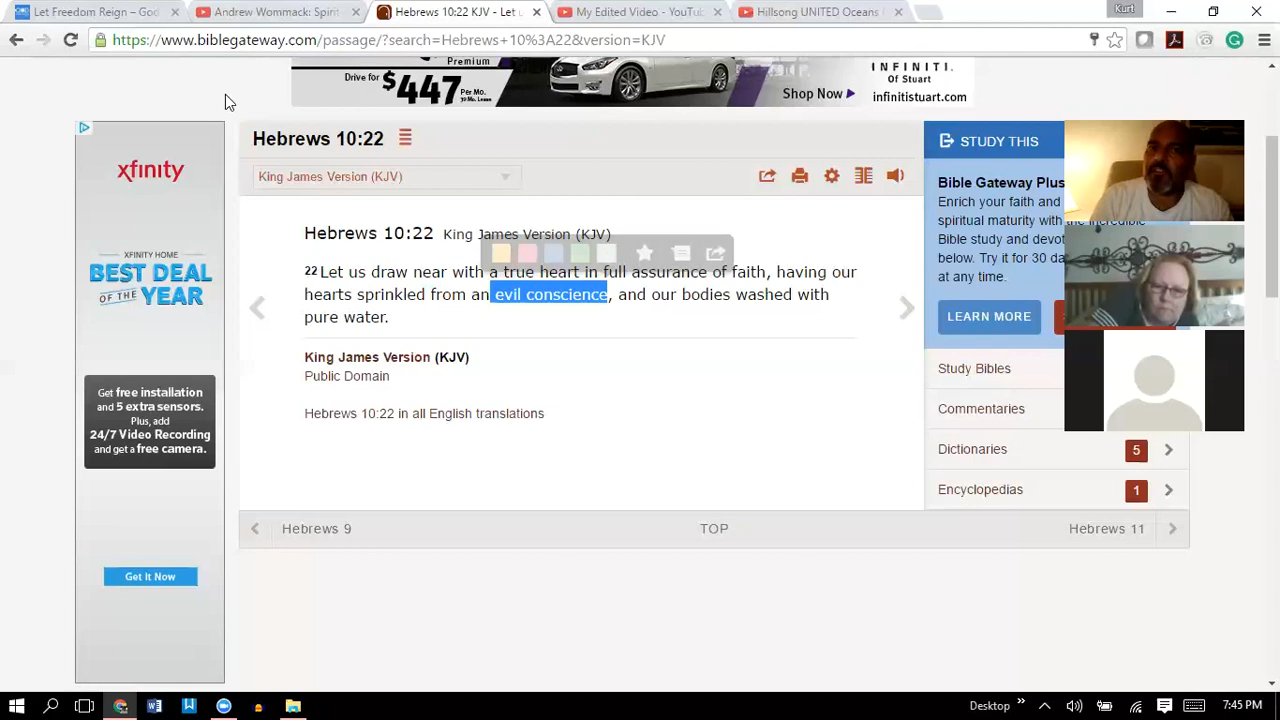 Let Freedom Reign – God
Andrew Wommack: Spirit
Hebrews 10:22 KJV - Let u
My Edited Video - YouTub
Hillsong UNITED Oceans
Kurt
https://www.biblegateway.com/passage/?search=Hebrews+10%3A22&version=KJV
Premium
Drive for $447 Per Mo.
39 Mo. Lease
INFINITI
Of Stuart
Shop Now
infinitistuart.com
xfinity
XFINITY HOME
BEST DEAL
OF THE YEAR
Get free installation
and 5 extra sensors.
Plus, add
24/7 Video Recording
and get a free camera.
Get It Now
Hebrews 10:22
King James Version (KJV)
Hebrews 10:22 King James Version (KJV)
22 Let us draw near with a true heart in full assurance of faith, having our
hearts sprinkled from an evil conscience, and our bodies washed with
pure water.
King James Version (KJV)
Public Domain
Hebrews 10:22 in all English translations
STUDY THIS
Bible Gateway Plus
Enrich your faith and
spiritual maturity with the incredible
Bible study and devo
below. Try it for 30 da
at any time.
LEARN MORE
Study Bibles
Commentaries
Dictionaries 5
Encyclopedias 1
Hebrews 9
TOP
Hebrews 11
Desktop
7:45 PM